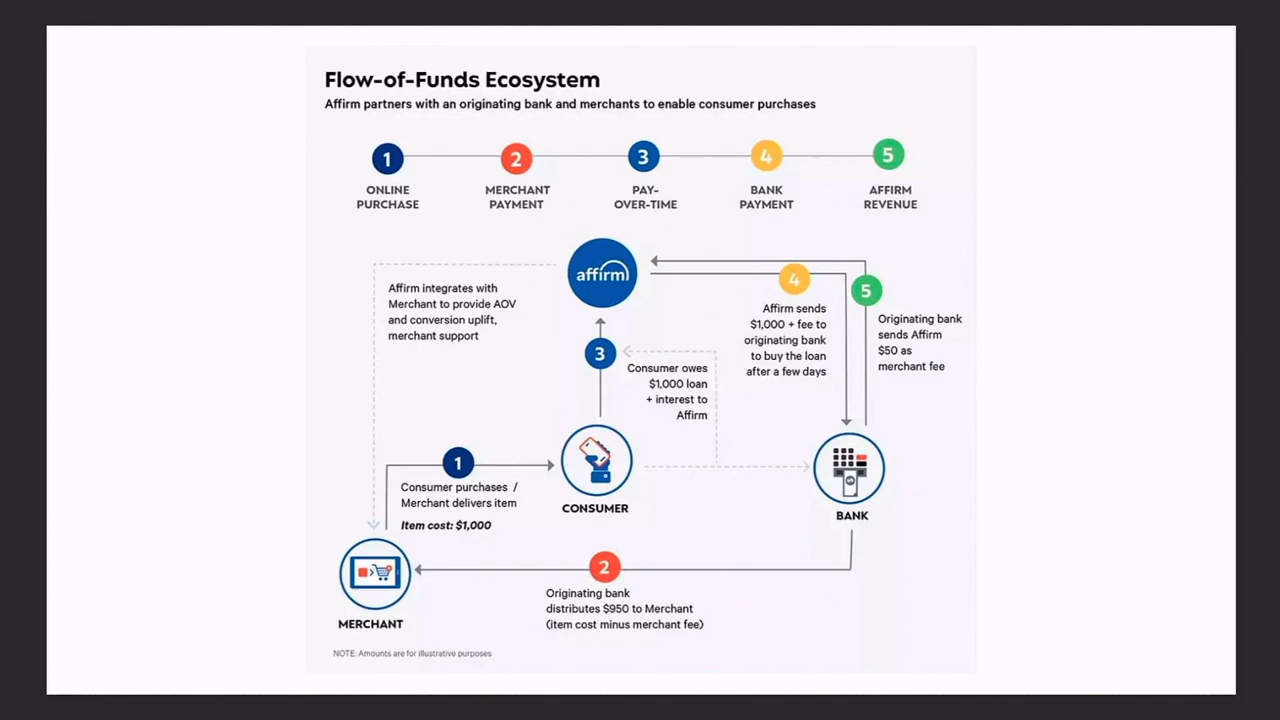 Flow-of-Funds Ecosystem
Affirm partners with an originating bank and merchants to enable consumer purchases
1
2
3
4
5
ONLINE
PURCHASE
MERCHANT
PAYMENT
PAY-
OVER-TIME
BANK
PAYMENT
AFFIRM
REVENUE
affirm
Affirm integrates with
Merchant to provide AOV
and conversion uplift,
merchant support
4
Affirm sends
$1,000 + fee to
originating bank
to buy the loan
after a few days
5
Originating bank
sends Affirm
$50 as
merchant fee
3
Consumer owes
$1,000 loan
+ interest to
Affirm
1
Consumer purchases /
Merchant delivers item
Item cost: $1,000
CONSUMER
BANK
2
Originating bank
distributes $950 to Merchant
(item cost minus merchant fee)
MERCHANT
NOTE: Amounts are for illustrative purposes